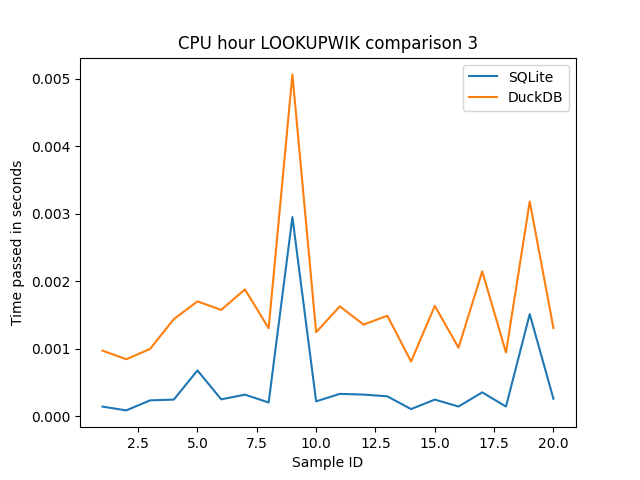 CPU hour LOOKUPWIK comparison 3
SQLite
DuckDB
Time passed in seconds
0.005
0.004
0.003
0.002
0.001
0.000
2.5 5.0 7.5 10.0 12.5 15.0 17.5 20.0
Sample ID